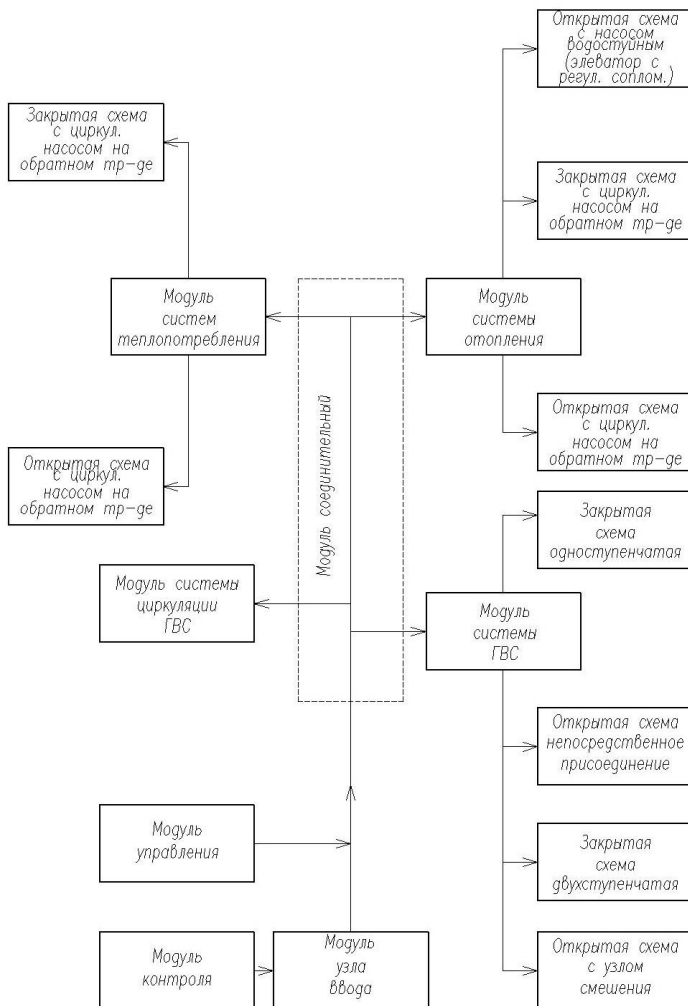 Открытая схема
с насосом
водостуйным
(элеватор с
регул. соплом.)
Закрытая схема
с циркул.
насосом на
обратном тр-де
Закрытая схема
с циркул.
насосом на
обратном тр-де
Модуль
систем
теплопотребления
Модуль
системы
отопления
Модуль соединительный
Открытая схема
с циркул.
насосом на
обратном тр-де
Открытая схема
с циркул.
насосом на
обратном тр-де
Закрытая
схема
одноступенчатая
Модуль системы
циркуляции
ГВС
Модуль
системы
ГВС
Открытая схема
непосредственное
присоединение
Модуль
управления
Закрытая
схема
двухступенчатая
Модуль
контроля
Модуль
узла
ввода
Открытая схема
с узлом
смешения